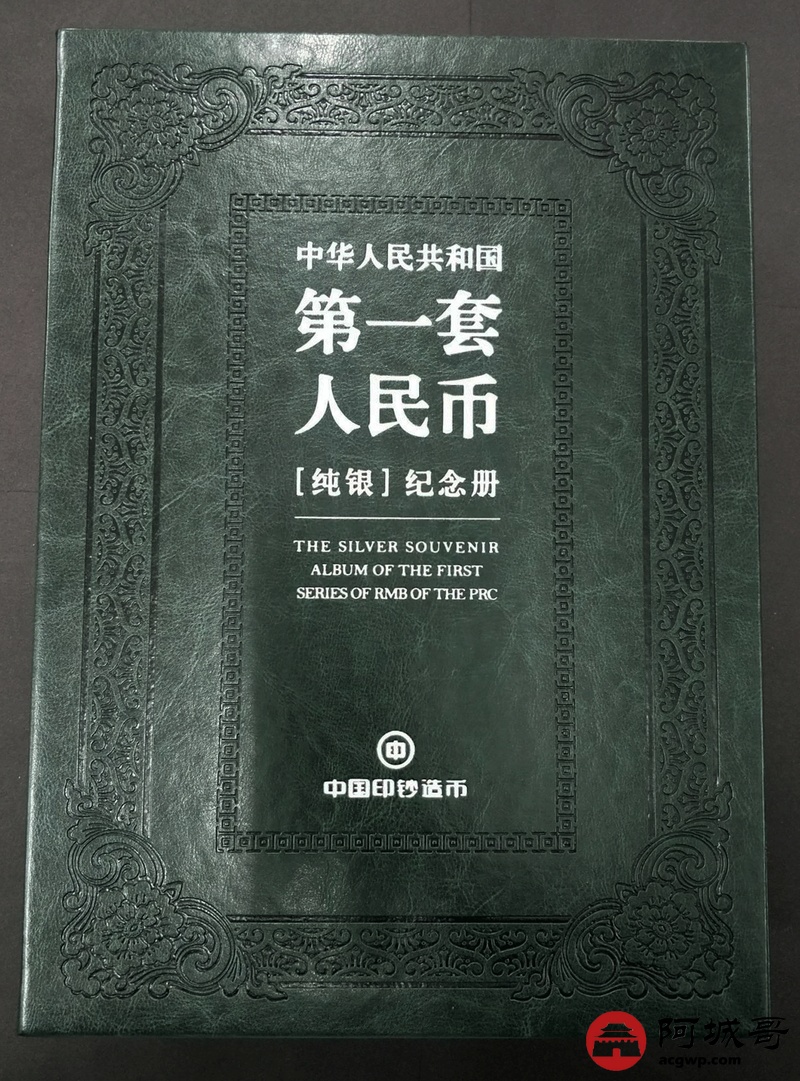 中华人民共和国
第一套
人民币
[纯银] 纪念册
THE SILVER SOUVENIR
ALBUM OF THE FIRST
SERIES OF RMB OF THE PRC
中
中国印钞造币
阿城哥
acgwp.com